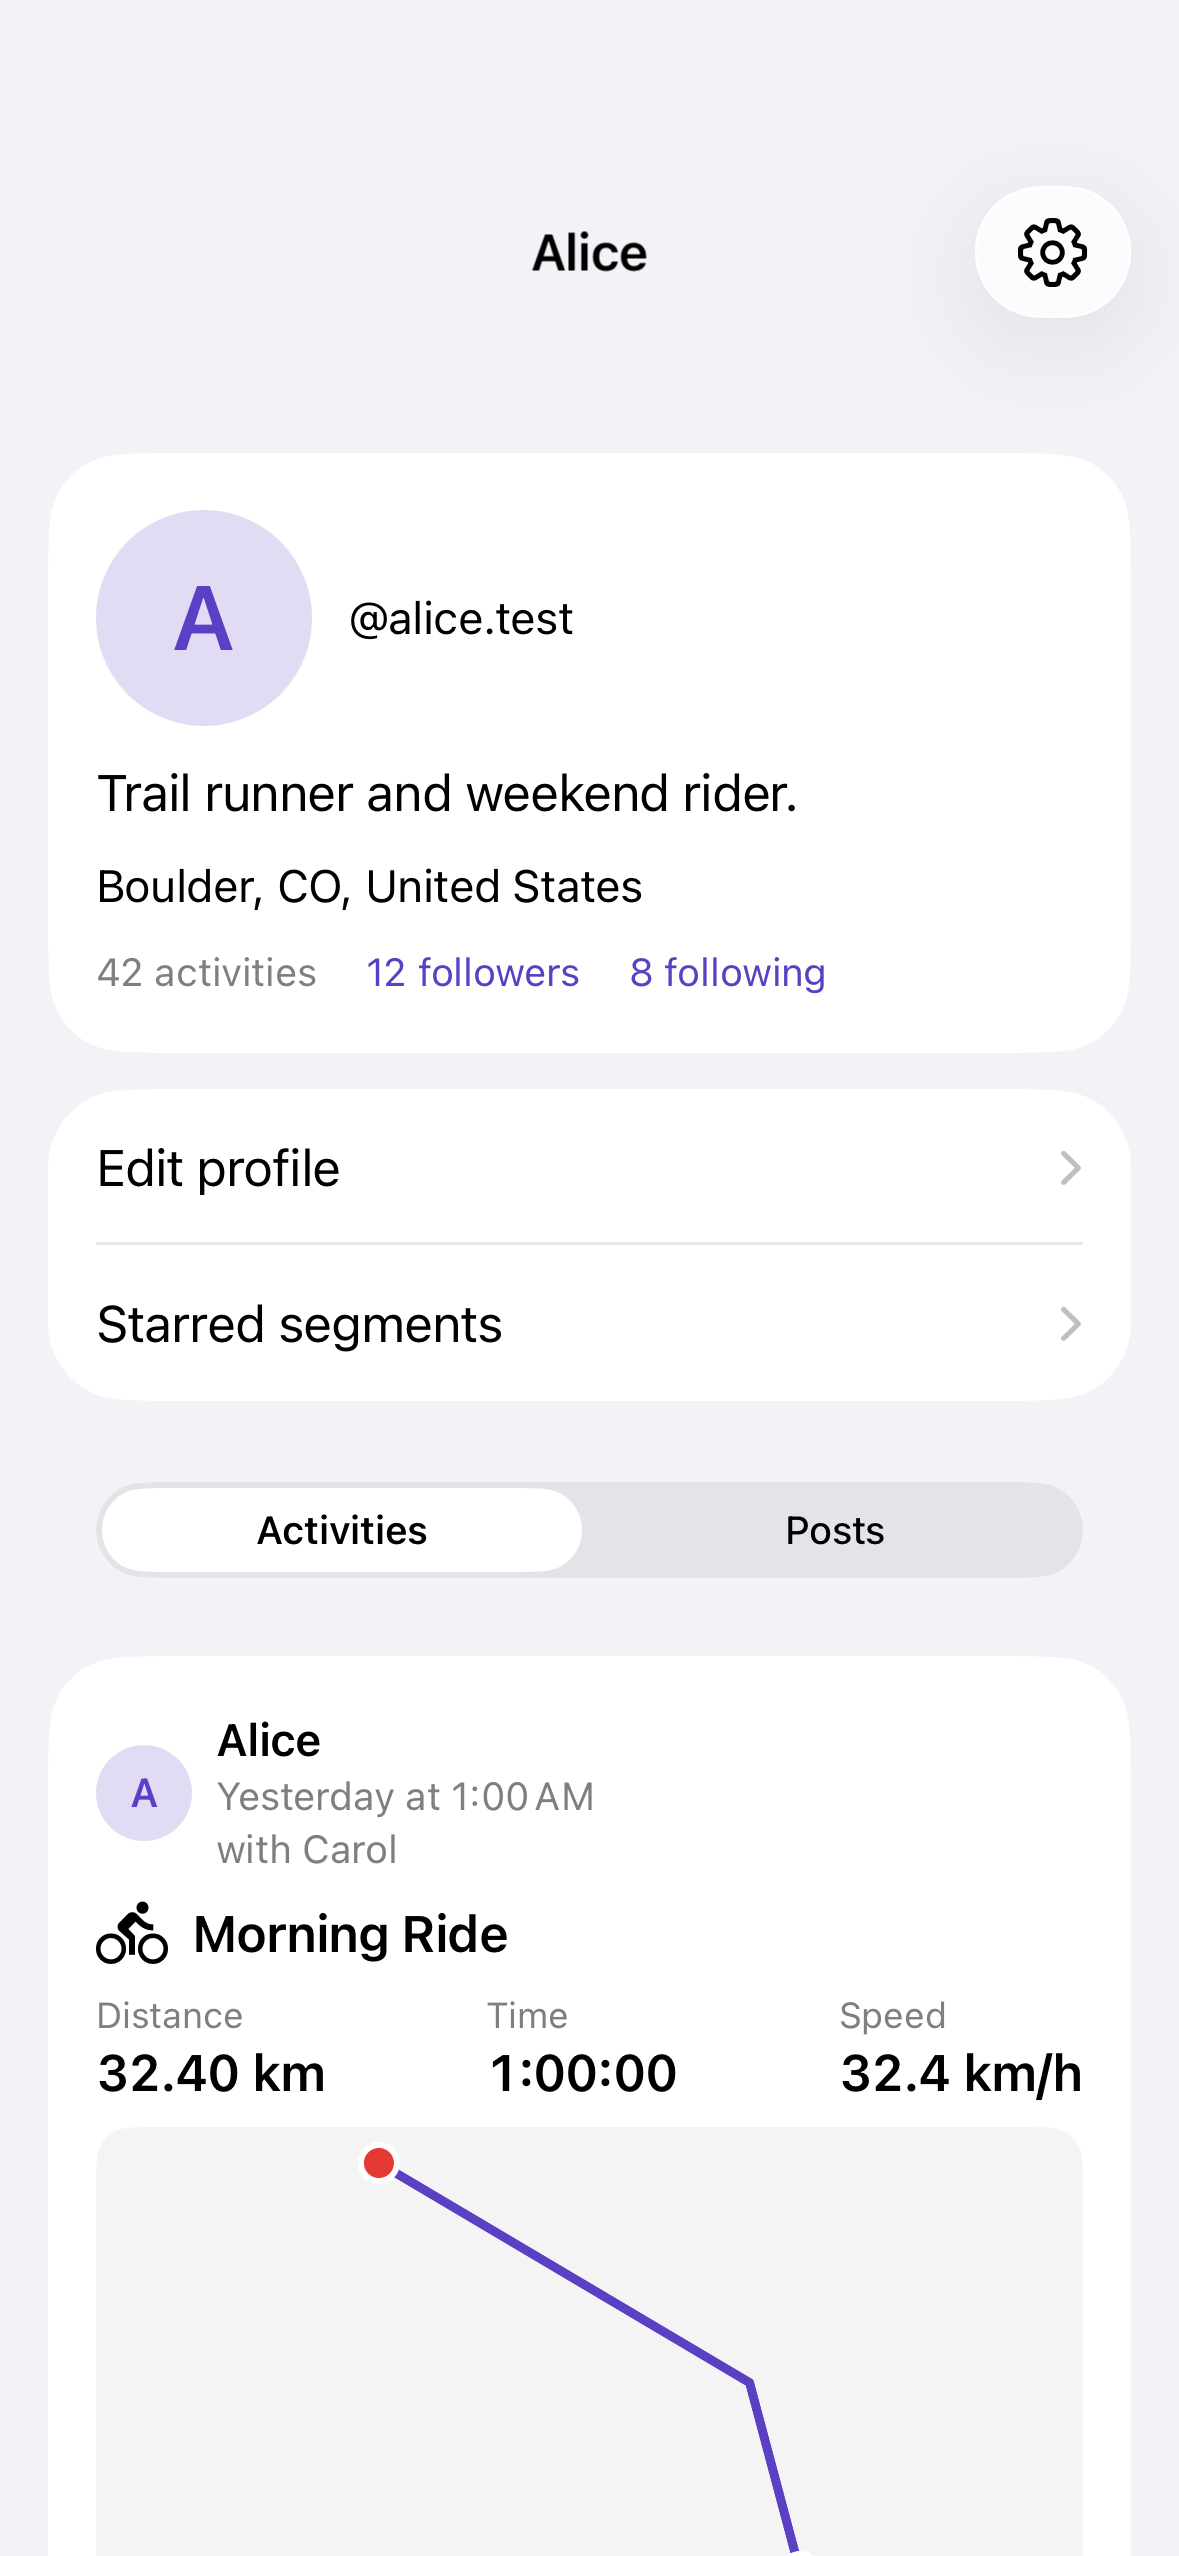 Alice
A
@alice.test
Trail runner and weekend rider.
Boulder, CO, United States
42 activities 12 followers 8 following
Edit profile
Starred segments
Activities Posts
Alice
A
Yesterday at 1:00 AM
with Carol
Morning Ride
Distance Time Speed
32.40 km 1:00:00 32.4 km/h